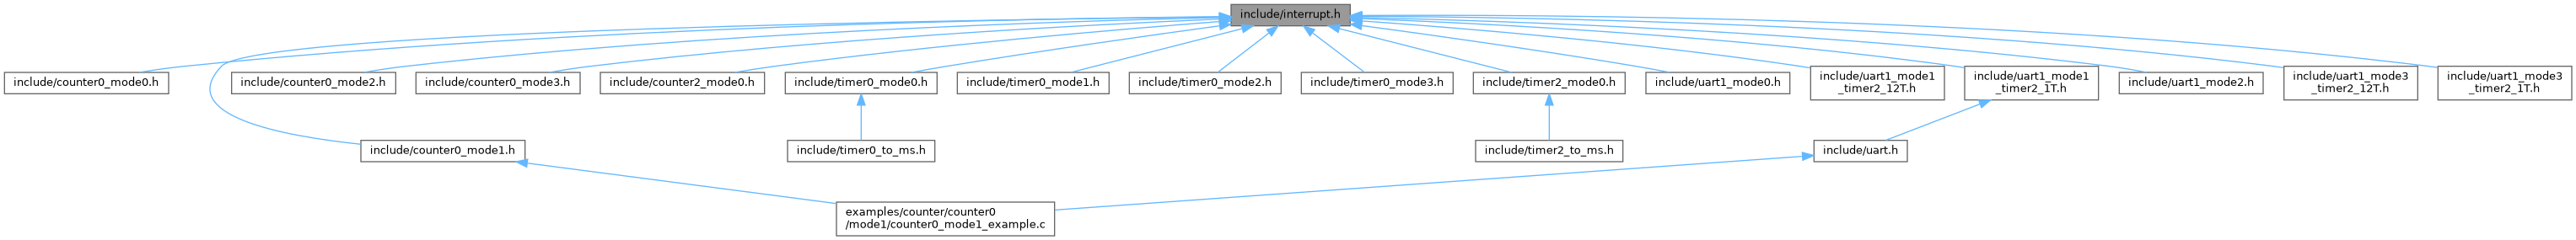 include/interrupt.h
include/counter0_mode0.h
include/counter0_mode2.h
include/counter0_mode3.h
include/counter2_mode0.h
include/timer0_mode0.h
include/timer0_mode1.h
include/timer0_mode2.h
include/timer0_mode3.h
include/timer2_mode0.h
include/uart1_mode0.h
include/uart1_mode1
_timer2_12T.h
include/uart1_mode1
_timer2_1T.h
include/uart1_mode2.h
include/uart1_mode3
_timer2_12T.h
include/uart1_mode3
_timer2_1T.h
include/counter0_mode1.h
include/timer0_to_ms.h
include/timer2_to_ms.h
include/uart.h
examples/counter/counter0
/mode1/counter0_mode1_example.c